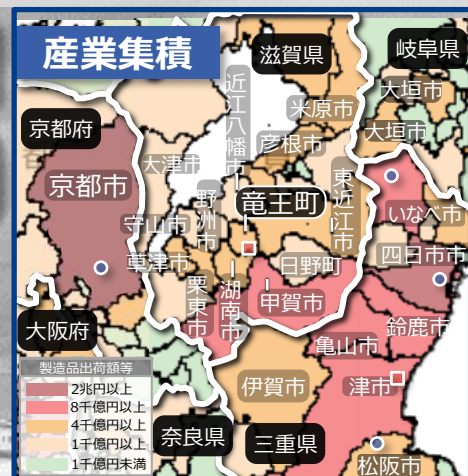 産業集積
滋賀県
岐阜県
京都府
近江八幡市
米原市
大垣市
大垣市
彦根市
京都市
大津市
東近江市
竜王町
野洲市
いなべ市
守山市
草津市
日野町
四日市市
栗東市
湖南市
甲賀市
大阪府
亀山市
鈴鹿市
製造品出荷額等
2兆円以上
8千億円以上
4千億円以上
1千億円以上
1千億円未満
伊賀市
津市
奈良県
三重県
松阪市